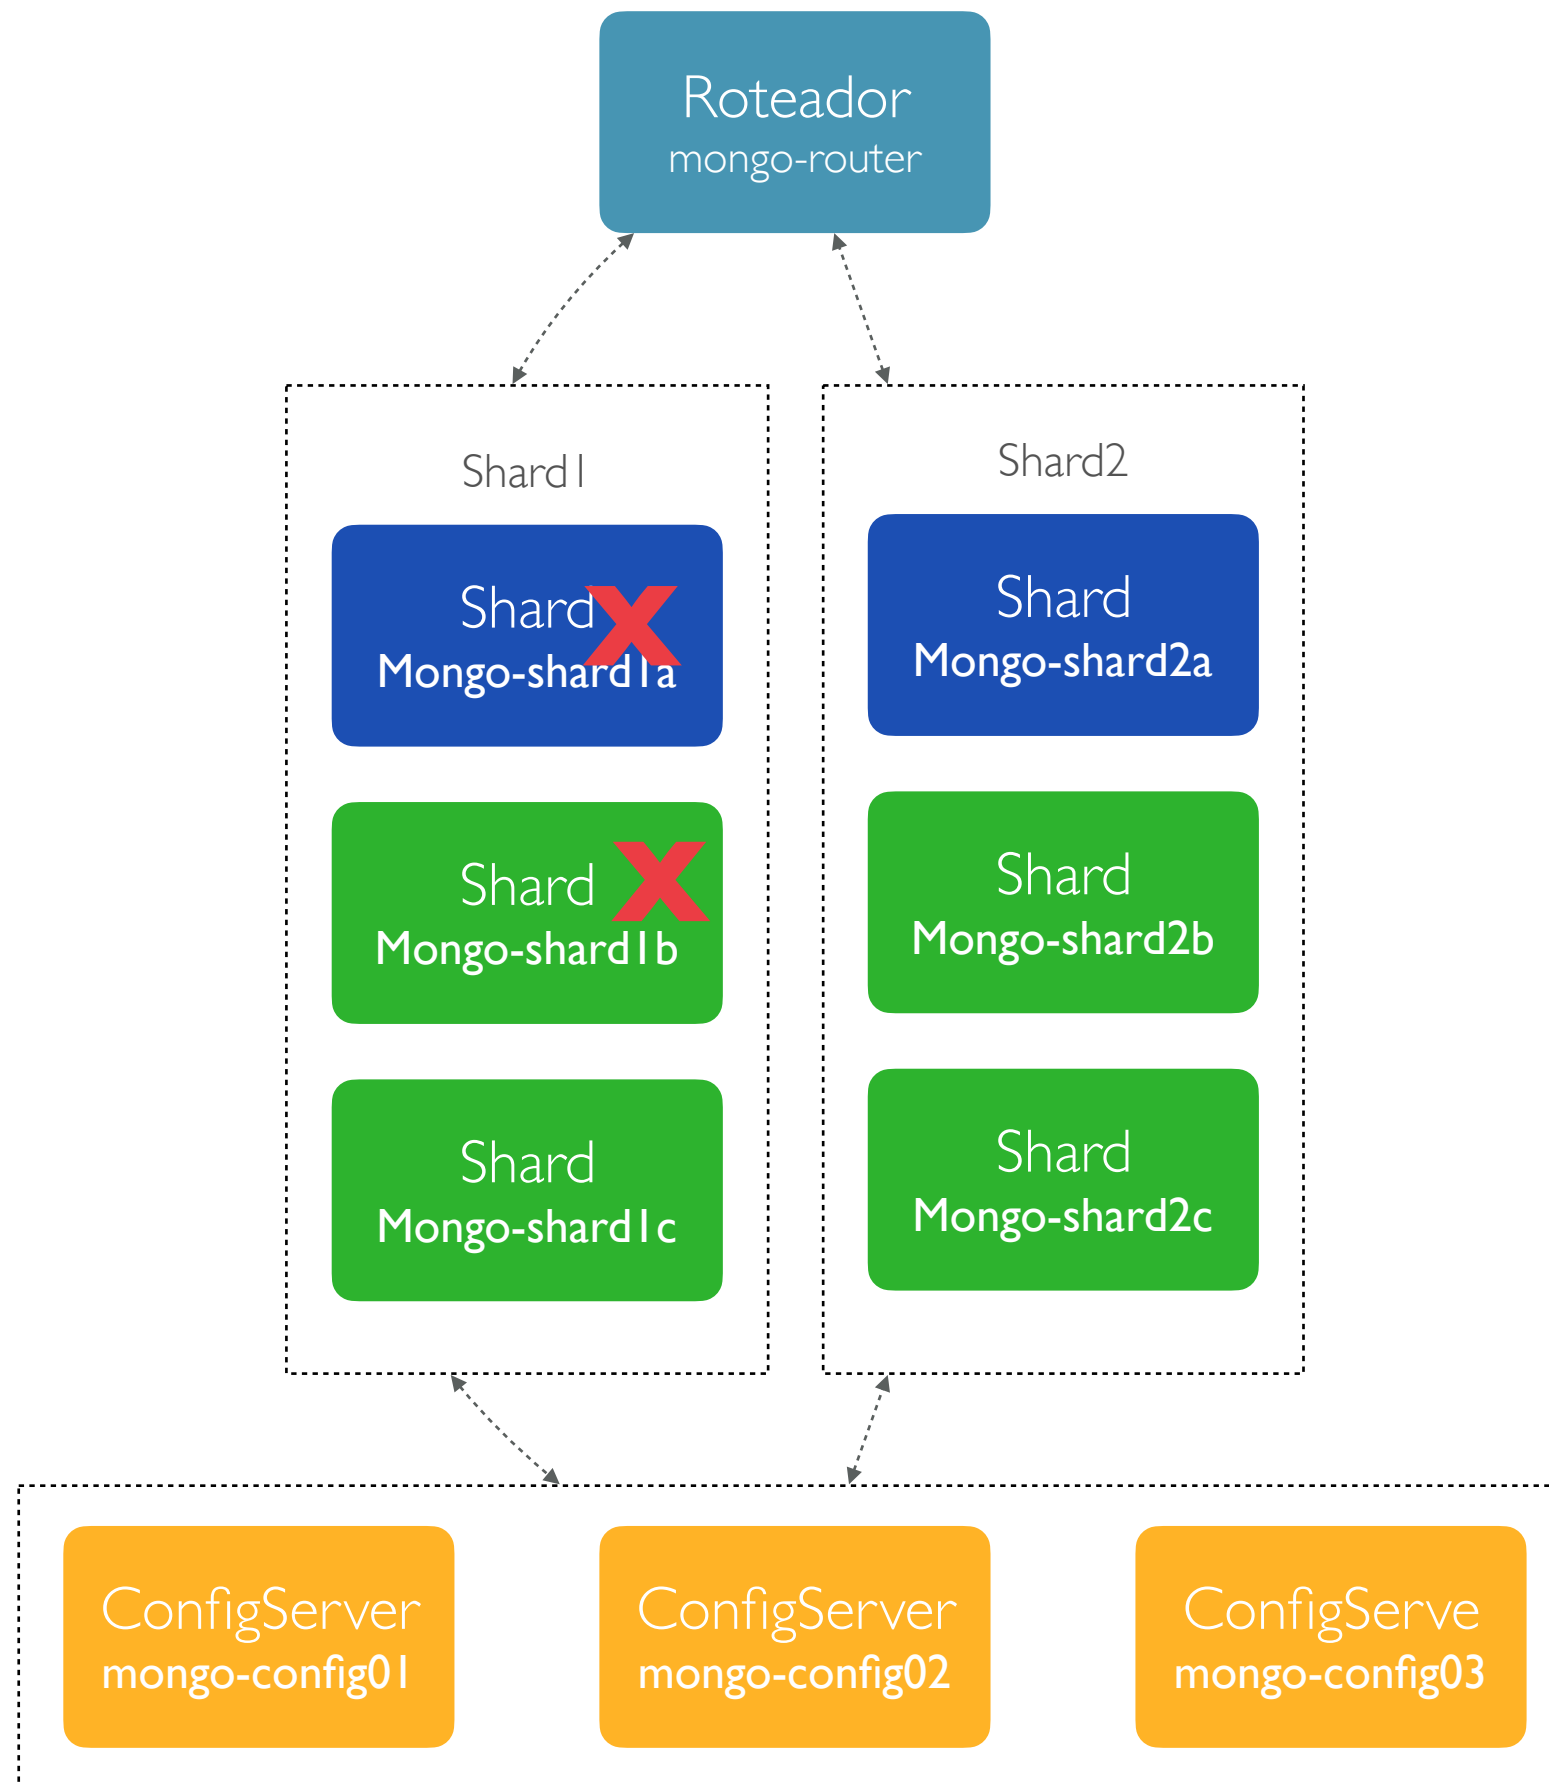 Roteador
mongo-router
Shard1
Shard
Mongo-shard1a
Shard
Mongo-shard1b
Shard
Mongo-shard1c
Shard2
Shard
Mongo-shard2a
Shard
Mongo-shard2b
Shard
Mongo-shard2c
ConfigServer
mongo-config01
ConfigServer
mongo-config02
ConfigServe
mongo-config03